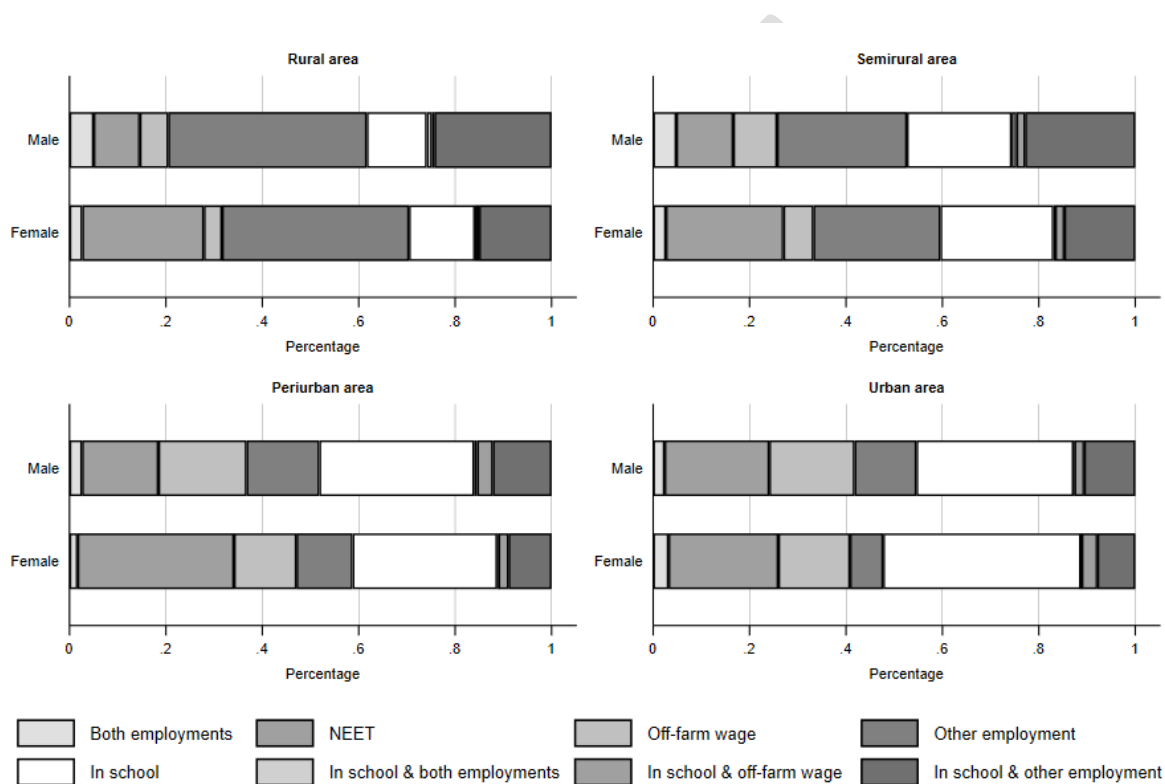 Rural area
Male
Female
0 .2 .4 .6 .8 1
Percentage
Semirural area
Male
Female
0 .2 .4 .6 .8 1
Percentage
Periurban area
Male
Female
0 .2 .4 .6 .8 1
Percentage
Urban area
Male
Female
0 .2 .4 .6 .8 1
Percentage
Both employments NEET Off-farm wage Other employment
In school In school & both employments In school & off-farm wage In school & other employment